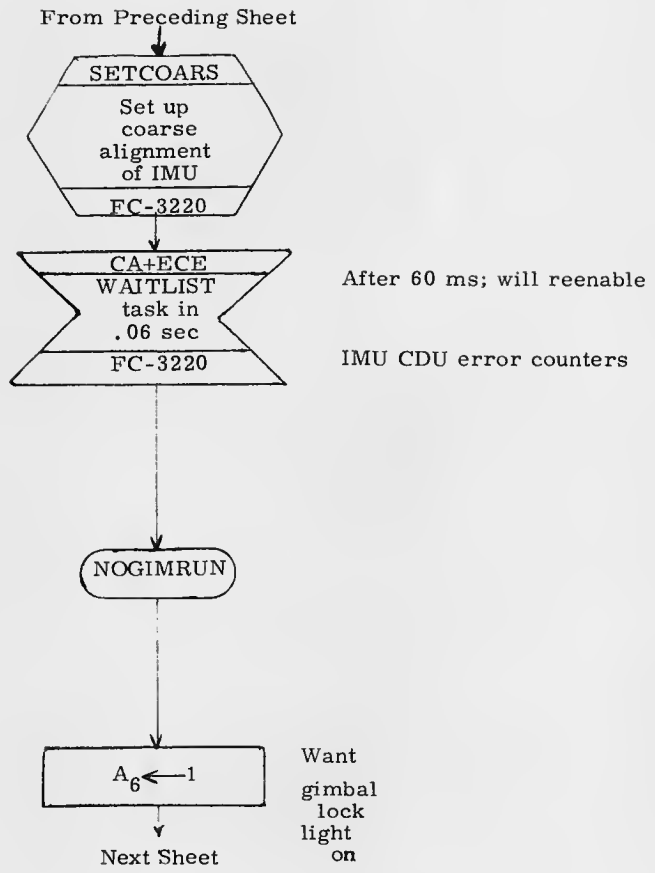 From Preceding Sheet
SETCOARS
Set up
coarse
alignment
of IMU
FC-3220
CA+ECE
WAITLIST
task in
.06 sec
FC-3220
After 60 ms; will reenable
IMU CDU error counters
NOGIMRUN
A6←1
Want
gimbal
lock
light
on
Next Sheet